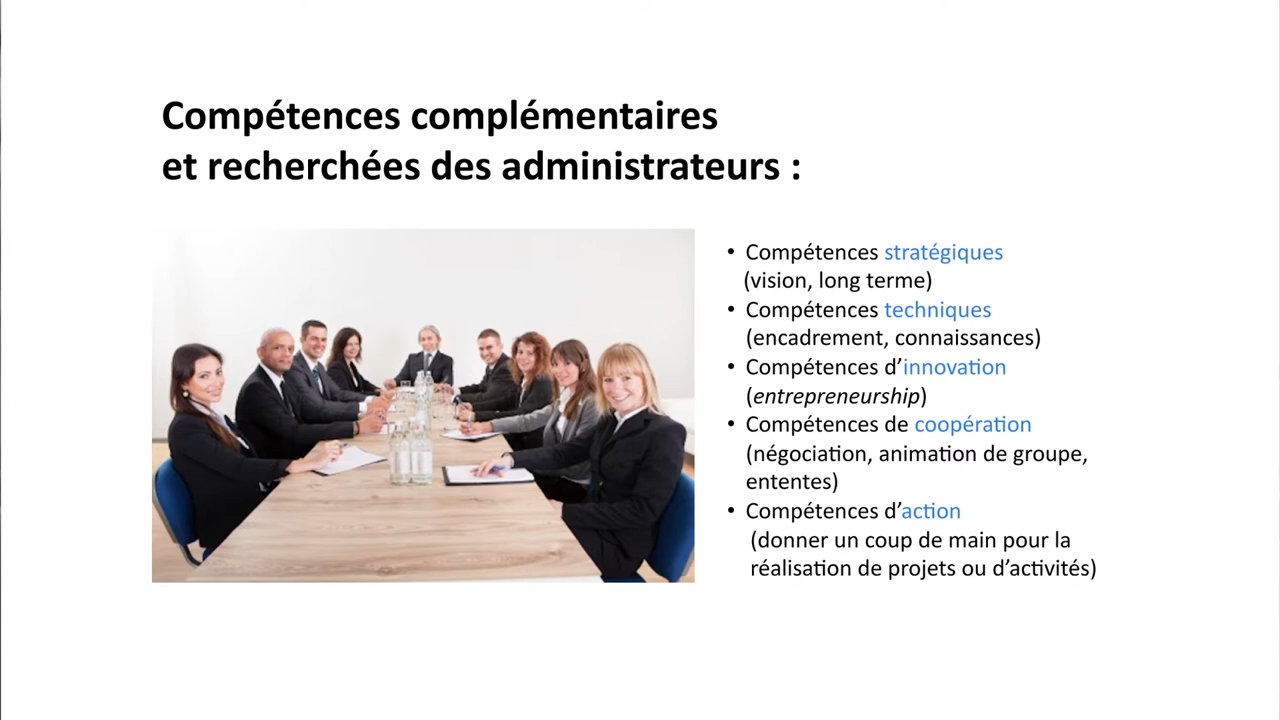 Compétences complémentaires
et recherchées des administrateurs :
• Compétences stratégiques
(vision, long terme)
• Compétences techniques
(encadrement, connaissances)
• Compétences d’innovation
(entrepreneurship)
• Compétences de coopération
(négociation, animation de groupe,
ententes)
• Compétences d’action
(donner un coup de main pour la
réalisation de projets ou d’activités)